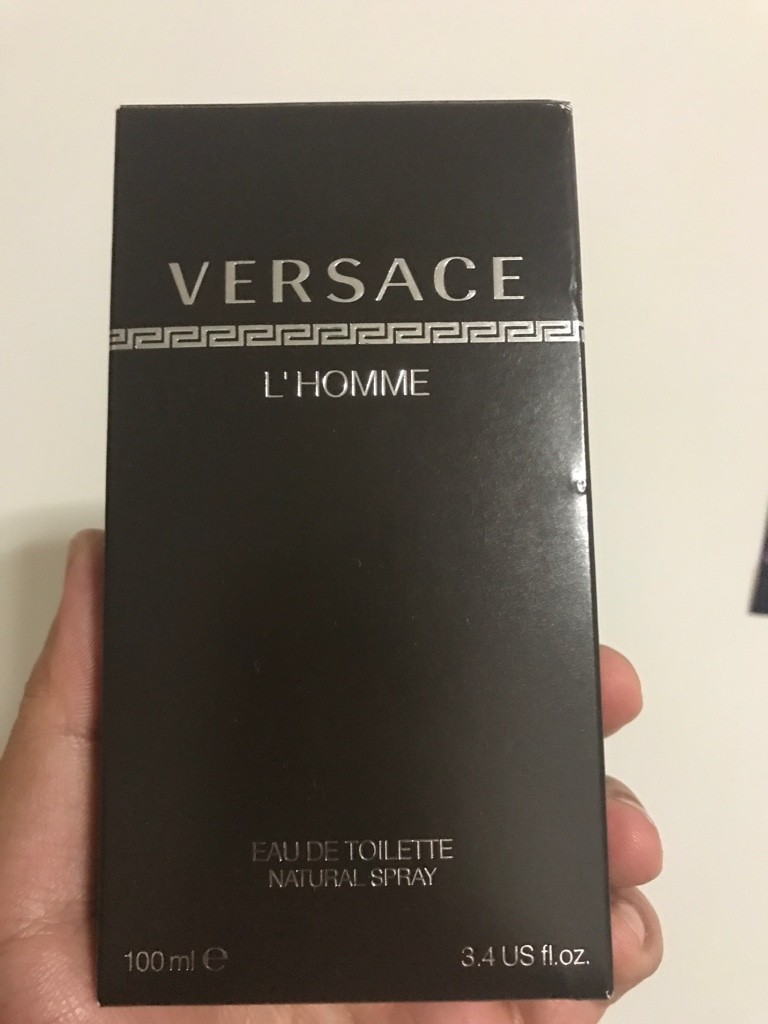 VERSACE
L'HOMME
EAU DE TOILETTE
NATURAL SPRAY
100 ml ℮ 3.4 US fl.oz.